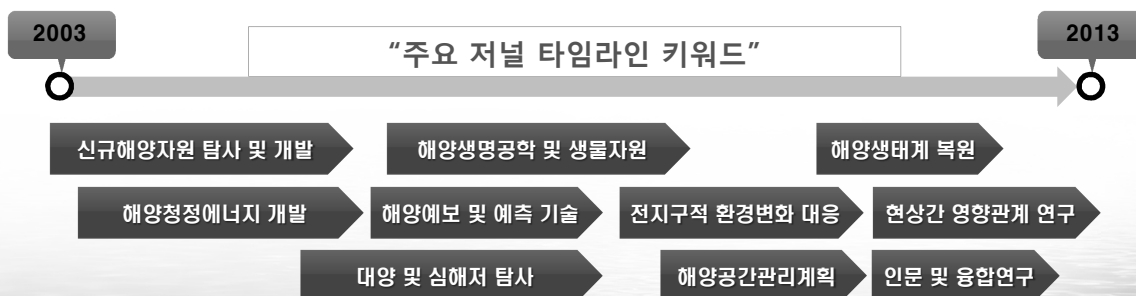 2003
2013
“주요 저널 타임라인 키워드”
신규해양자원 탐사 및 개발
해양생명공학 및 생물자원
해양생태계 복원
해양청정에너지 개발
해양예보 및 예측 기술
전지구적 환경변화 대응
현상간 영향관계 연구
대양 및 심해저 탐사
해양공간관리계획
인문 및 융합연구